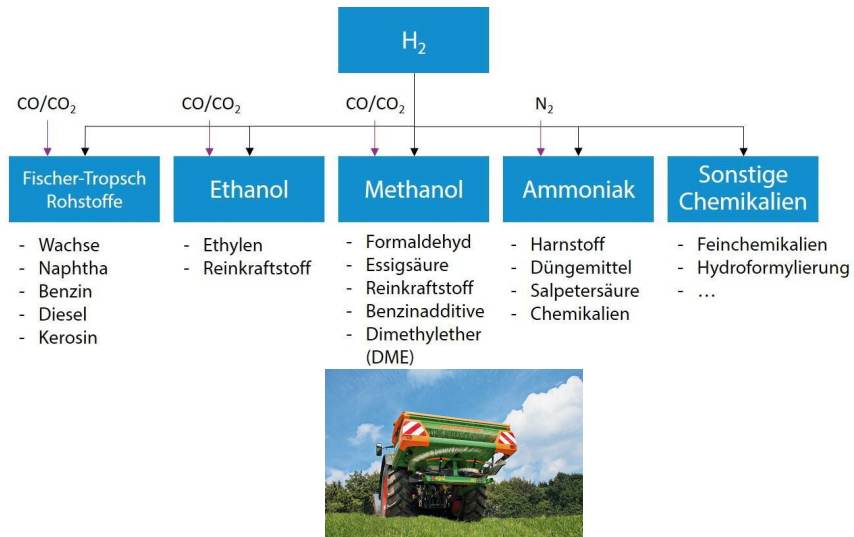 H₂
CO/CO₂
CO/CO₂
CO/CO₂
N₂
Fischer-Tropsch
Rohstoffe
Ethanol
Methanol
Ammoniak
Sonstige
Chemikalien
- Wachse
- Naphtha
- Benzin
- Diesel
- Kerosin
- Ethylen
- Reinkraftstoff
- Formaldehyd
- Essigsäure
- Reinkraftstoff
- Benzinadditive
- Dimethylether
(DME)
- Harnstoff
- Düngemittel
- Salpetersäure
- Chemikalien
- Feinchemikalien
- Hydroformylierung
- …